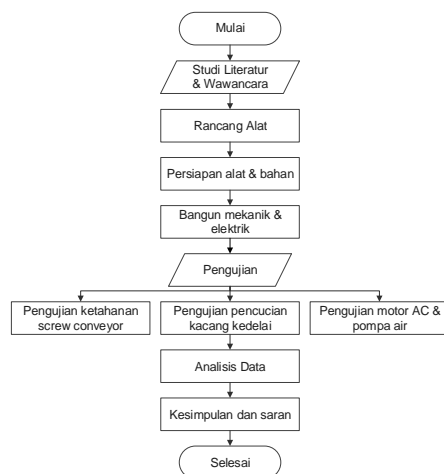 Mulai
Studi Literatur
& Wawancara
Rancang Alat
Persiapan alat & bahan
Bangun mekanik &
elektrik
Pengujian
Pengujian ketahanan
screw conveyor
Pengujian pencucian
kacang kedelai
Pengujian motor AC &
pompa air
Analisis Data
Kesimpulan dan saran
Selesai